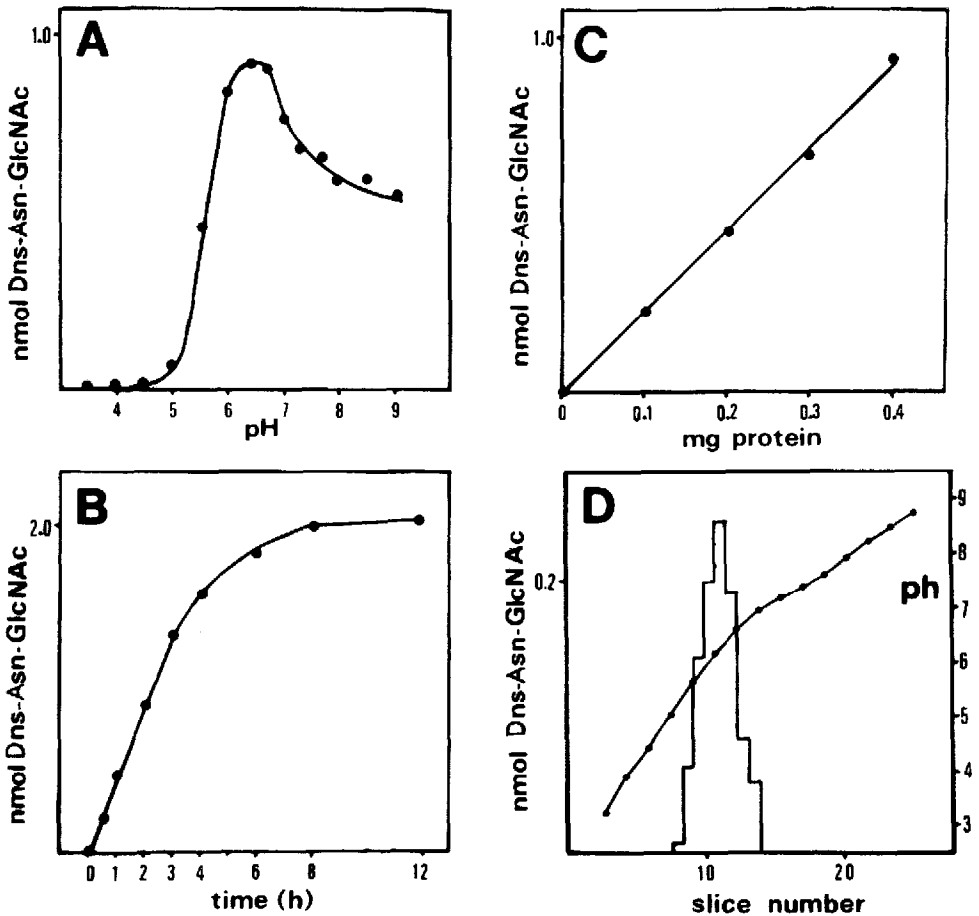 A
1.0
nmol Dns-Asn-GlcNAc
4 5 6 7 8 9
pH
C
1.0
nmol Dns-Asn-GlcNAc
0 0.1 0.2 0.3 0.4
mg protein
B
2.0
nmol Dns-Asn-GlcNAc
0 1 2 3 4 6 8 12
time (h)
D
0.2
nmol Dns-Asn-GlcNAc
10 20
slice number
ph
9
8
7
6
5
4
3